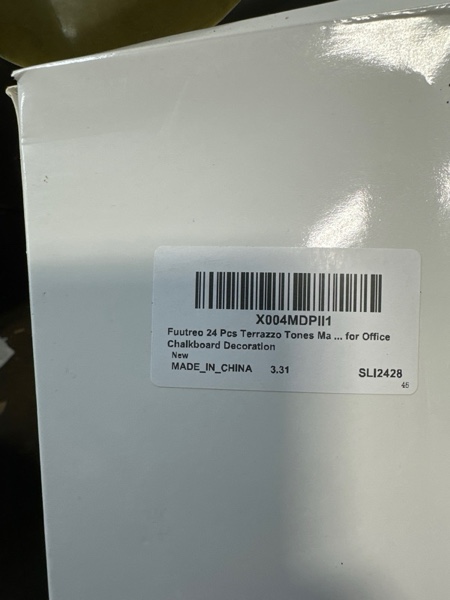 X004MDPII1
Fuutreo 24 Pcs Terrazzo Tones Ma ... for Office
Chalkboard Decoration
New
MADE_IN_CHINA 3.31 SLI2428
46